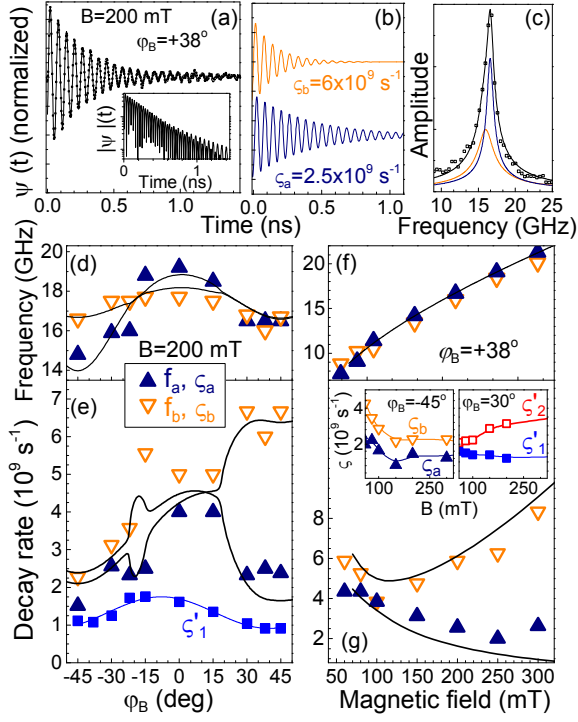 B=200 mT (a)
φB=+38°
ψ (t) (normalized)
|ψ|(t)
Time (ns)
0.0 0.5 1.0
(b)
ςb=6x10⁹ s⁻¹
ςa=2.5x10⁹ s⁻¹
0.0 0.5 1.0
Time (ns)
(c)
Amplitude
10 15 20 25
Frequency (GHz)
(d)
Frequency (GHz)
20
18
16
14
B=200 mT
fa, ςa
fb, ςb
(e)
Decay rate (10⁹ s⁻¹)
7
6
5
4
3
2
1
0
ς'1
-45 -30 -15 0 15 30 45
φB (deg)
(f)
20
15
10
φB=+38°
φB=-45°
ςb
ςa
ς (10⁹ s⁻¹)
4
2
0
100 200
φB=30°
ς'2
ς'1
100 200
B (mT)
8
6
4
2
(g)
50 100 150 200 250 300
Magnetic field (mT)